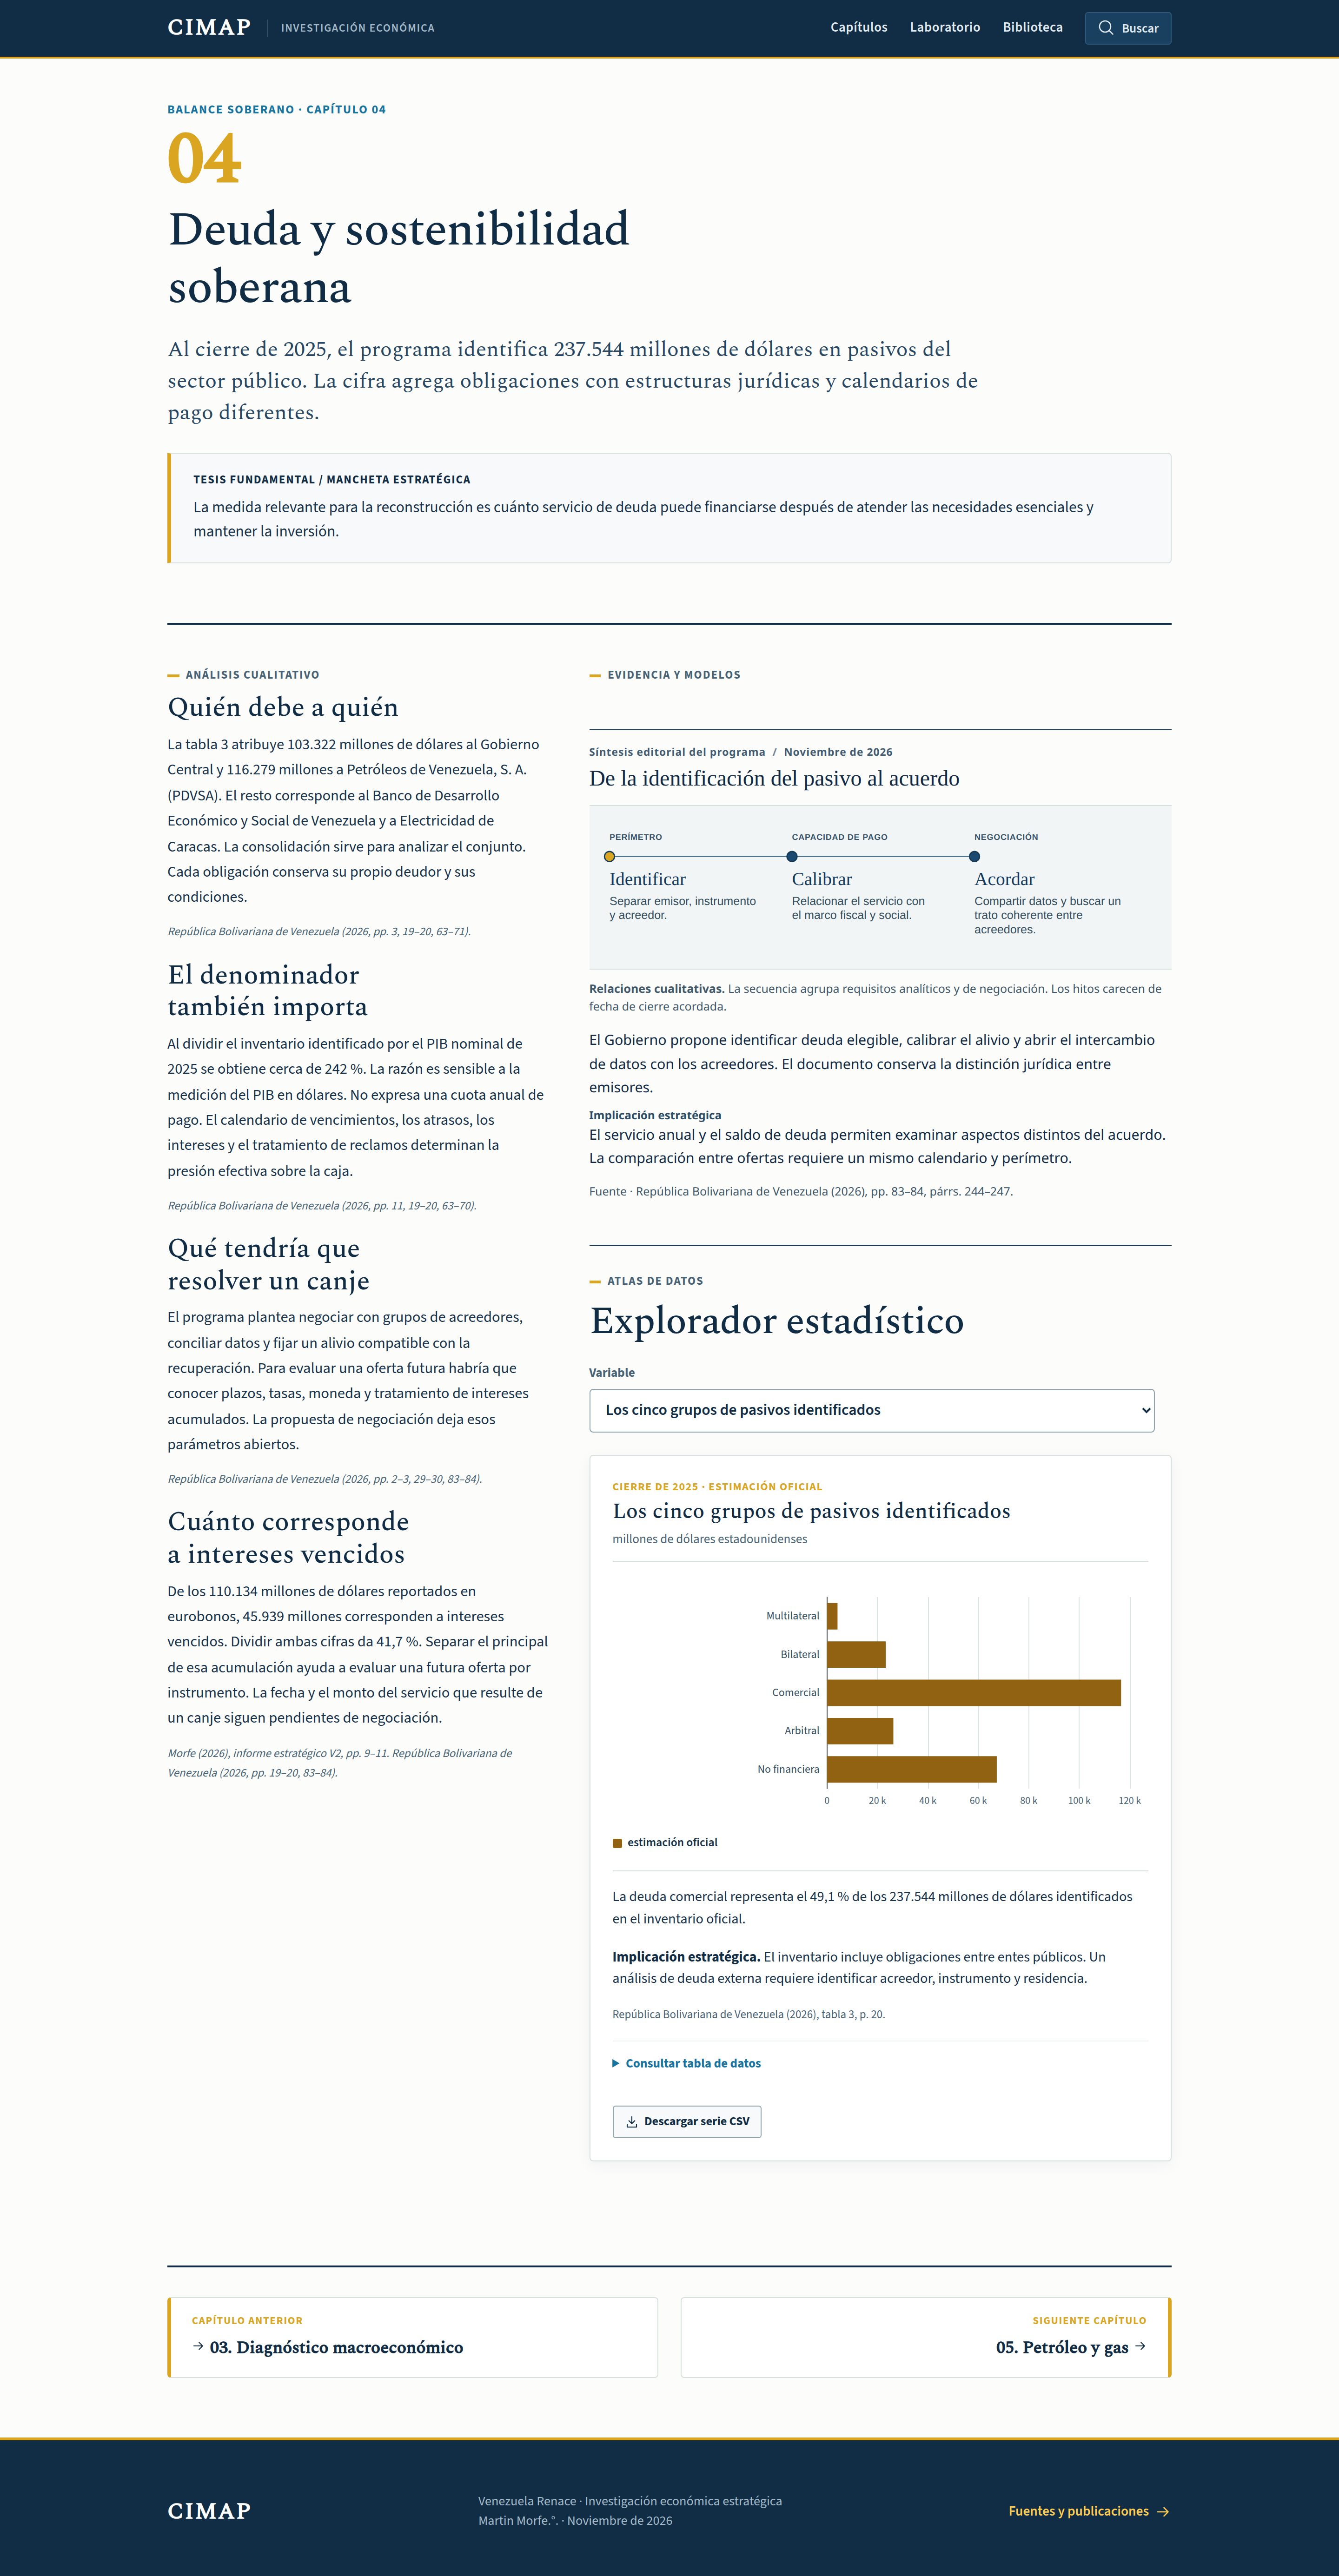 CIMAP
INVESTIGACIÓN ECONÓMICA
Capítulos
Laboratorio
Biblioteca
Buscar
BALANCE SOBERANO · CAPÍTULO 04
04
Deuda y sostenibilidad
soberana
Al cierre de 2025, el programa identifica 237.544 millones de dólares en pasivos del
sector público. La cifra agrega obligaciones con estructuras jurídicas y calendarios de
pago diferentes.
TESIS FUNDAMENTAL / MANCHETA ESTRATÉGICA
La medida relevante para la reconstrucción es cuánto servicio de deuda puede financiarse después de atender las necesidades esenciales y
mantener la inversión.
ANÁLISIS CUALITATIVO
Quién debe a quién
La tabla 3 atribuye 103.322 millones de dólares al Gobierno
Central y 116.279 millones a Petróleos de Venezuela, S. A.
(PDVSA). El resto corresponde al Banco de Desarrollo
Económico y Social de Venezuela y a Electricidad de
Caracas. La consolidación sirve para analizar el conjunto.
Cada obligación conserva su propio deudor y sus
condiciones.
República Bolivariana de Venezuela (2026, pp. 3, 19–20, 63–71).
El denominador
también importa
Al dividir el inventario identificado por el PIB nominal de
2025 se obtiene cerca de 242 %. La razón es sensible a la
medición del PIB en dólares. No expresa una cuota anual de
pago. El calendario de vencimientos, los atrasos, los
intereses y el tratamiento de reclamos determinan la
presión efectiva sobre la caja.
República Bolivariana de Venezuela (2026, pp. 11, 19–20, 63–70).
Qué tendría que
resolver un canje
El programa plantea negociar con grupos de acreedores,
conciliar datos y fijar un alivio compatible con la
recuperación. Para evaluar una oferta futura habría que
conocer plazos, tasas, moneda y tratamiento de intereses
acumulados. La propuesta de negociación deja esos
parámetros abiertos.
República Bolivariana de Venezuela (2026, pp. 2–3, 29–30, 83–84).
Cuánto corresponde
a intereses vencidos
De los 110.134 millones de dólares reportados en
eurobonos, 45.939 millones corresponden a intereses
vencidos. Dividir ambas cifras da 41,7 %. Separar el principal
de esa acumulación ayuda a evaluar una futura oferta por
instrumento. La fecha y el monto del servicio que resulte de
un canje siguen pendientes de negociación.
Morfe (2026), informe estratégico V2, pp. 9–11. República Bolivariana de
Venezuela (2026, pp. 19–20, 83–84).
EVIDENCIA Y MODELOS
Síntesis editorial del programa / Noviembre de 2026
De la identificación del pasivo al acuerdo
PERÍMETRO
Identificar
Separar emisor, instrumento
y acreedor.
CAPACIDAD DE PAGO
Calibrar
Relacionar el servicio con
el marco fiscal y social.
NEGOCIACIÓN
Acordar
Compartir datos y buscar un
trato coherente entre
acreedores.
Relaciones cualitativas. La secuencia agrupa requisitos analíticos y de negociación. Los hitos carecen de
fecha de cierre acordada.
El Gobierno propone identificar deuda elegible, calibrar el alivio y abrir el intercambio
de datos con los acreedores. El documento conserva la distinción jurídica entre
emisores.
Implicación estratégica
El servicio anual y el saldo de deuda permiten examinar aspectos distintos del acuerdo.
La comparación entre ofertas requiere un mismo calendario y perímetro.
Fuente · República Bolivariana de Venezuela (2026), pp. 83–84, párrs. 244–247.
ATLAS DE DATOS
Explorador estadístico
Variable
Los cinco grupos de pasivos identificados
CIERRE DE 2025 · ESTIMACIÓN OFICIAL
Los cinco grupos de pasivos identificados
millones de dólares estadounidenses
Multilateral
Bilateral
Comercial
Arbitral
No financiera
0 20 k 40 k 60 k 80 k 100 k 120 k
estimación oficial
La deuda comercial representa el 49,1 % de los 237.544 millones de dólares identificados
en el inventario oficial.
Implicación estratégica. El inventario incluye obligaciones entre entes públicos. Un
análisis de deuda externa requiere identificar acreedor, instrumento y residencia.
República Bolivariana de Venezuela (2026), tabla 3, p. 20.
Consultar tabla de datos
Descargar serie CSV
CAPÍTULO ANTERIOR
→ 03. Diagnóstico macroeconómico
SIGUIENTE CAPÍTULO
05. Petróleo y gas →
CIMAP
Venezuela Renace · Investigación económica estratégica
Martin Morfe.°. · Noviembre de 2026
Fuentes y publicaciones →